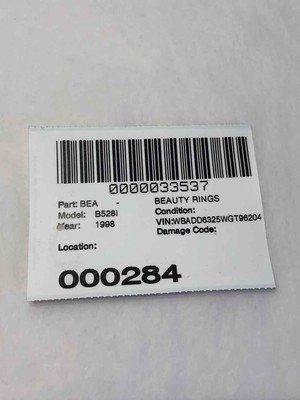 0000033537
Part: BEA - BEAUTY RINGS
Model: B528I Condition:
Year: 1998 VIN:WBADD6325WGT96204
Damage Code:
Location:
000284